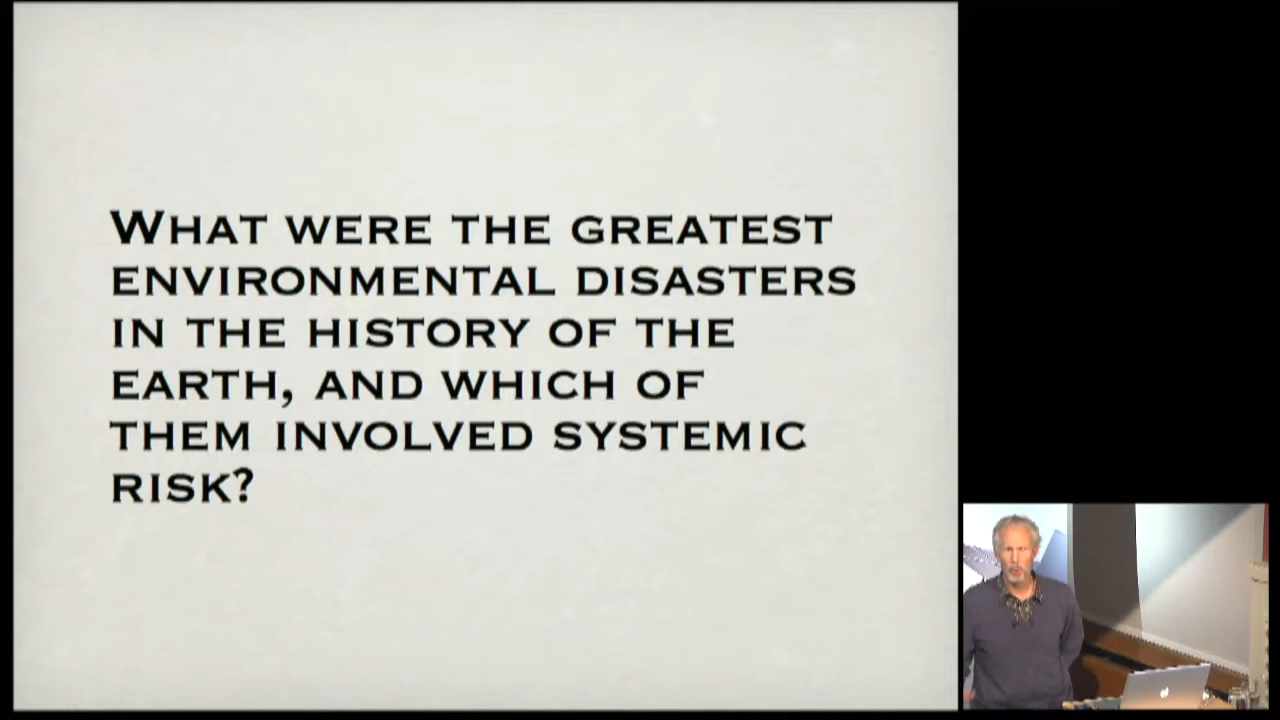 WHAT WERE THE GREATEST
ENVIRONMENTAL DISASTERS
IN THE HISTORY OF THE
EARTH, AND WHICH OF
THEM INVOLVED SYSTEMIC
RISK?